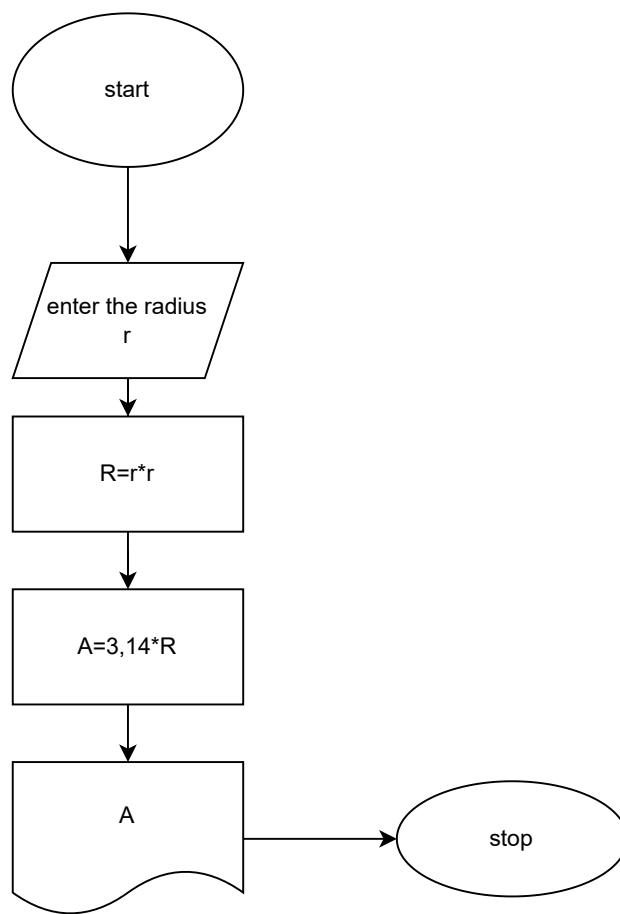 start
enter the radius
r
R=r*r
A=3,14*R
A
stop